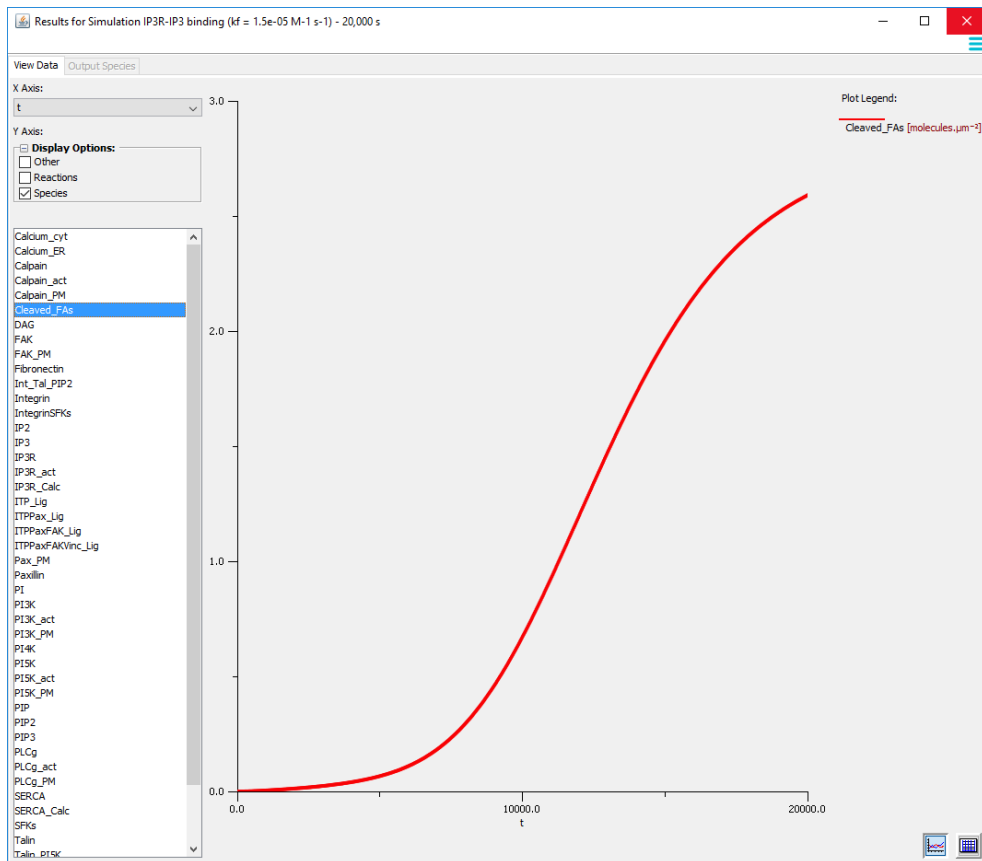 Results for Simulation IP3R-IP3 binding (kf = 1.5e-05 M-1 s-1) - 20,000 s
View Data
Output Species
X Axis:
t
Y Axis:
Display Options:
Other
Reactions
Species
Calcium_cyt
Calcium_ER
Calpain
Calpain_act
Calpain_PM
Cleaved_FAs
DAG
FAK
FAK_PM
Fibronectin
Int_Tal_PIP2
Integrin
IntegrinSFKs
IP2
IP3
IP3R
IP3R_act
IP3R_Calc
ITP_Lig
ITPPax_Lig
ITPPaxFAK_Lig
ITPPaxFAKVinc_Lig
Pax_PM
Paxillin
PI
PI3K
PI3K_act
PI3K_PM
PI4K
PI5K
PI5K_act
PI5K_PM
PIP
PIP2
PIP3
PLCg
PLCg_act
PLCg_PM
SERCA
SERCA_Calc
SFKs
Talin
Talin_PI5K
3.0
2.0
1.0
0.0
0.0
10000.0
20000.0
t
Plot Legend:
Cleaved_FAs [molecules.µm⁻²]